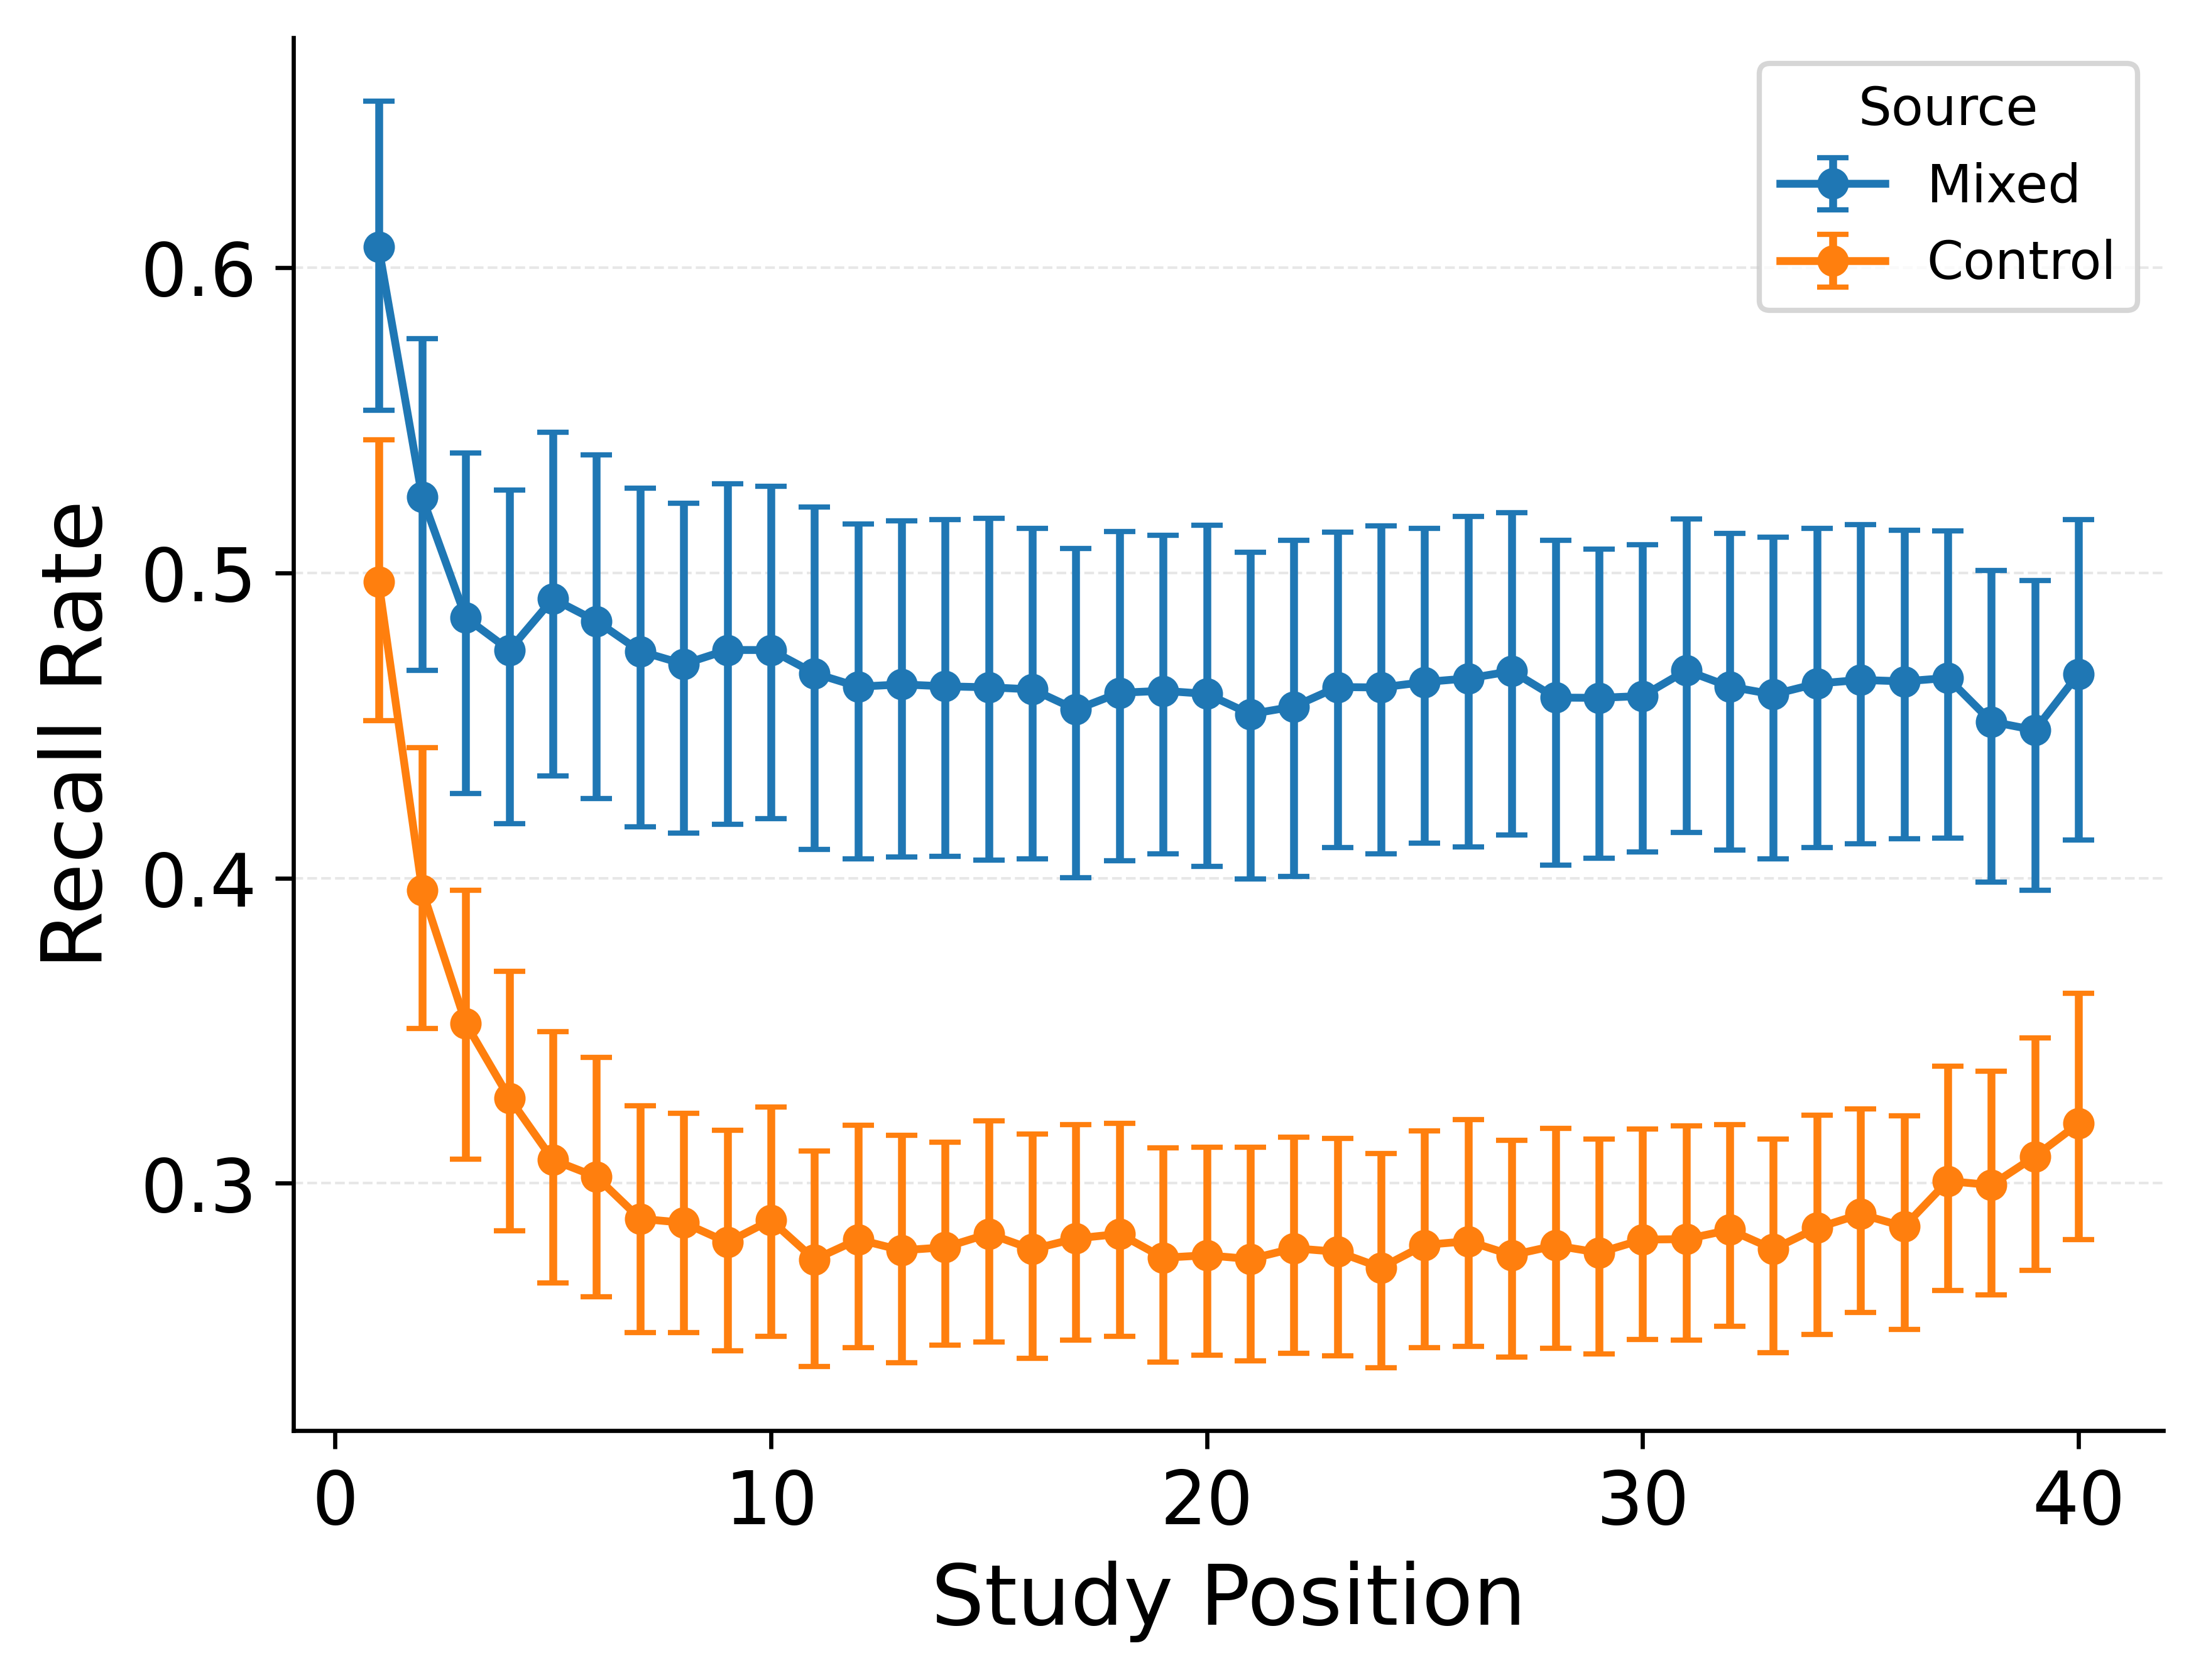 Source
Mixed
Control
0.6
0.5
0.4
0.3
Recall Rate
0 10 20 30 40
Study Position